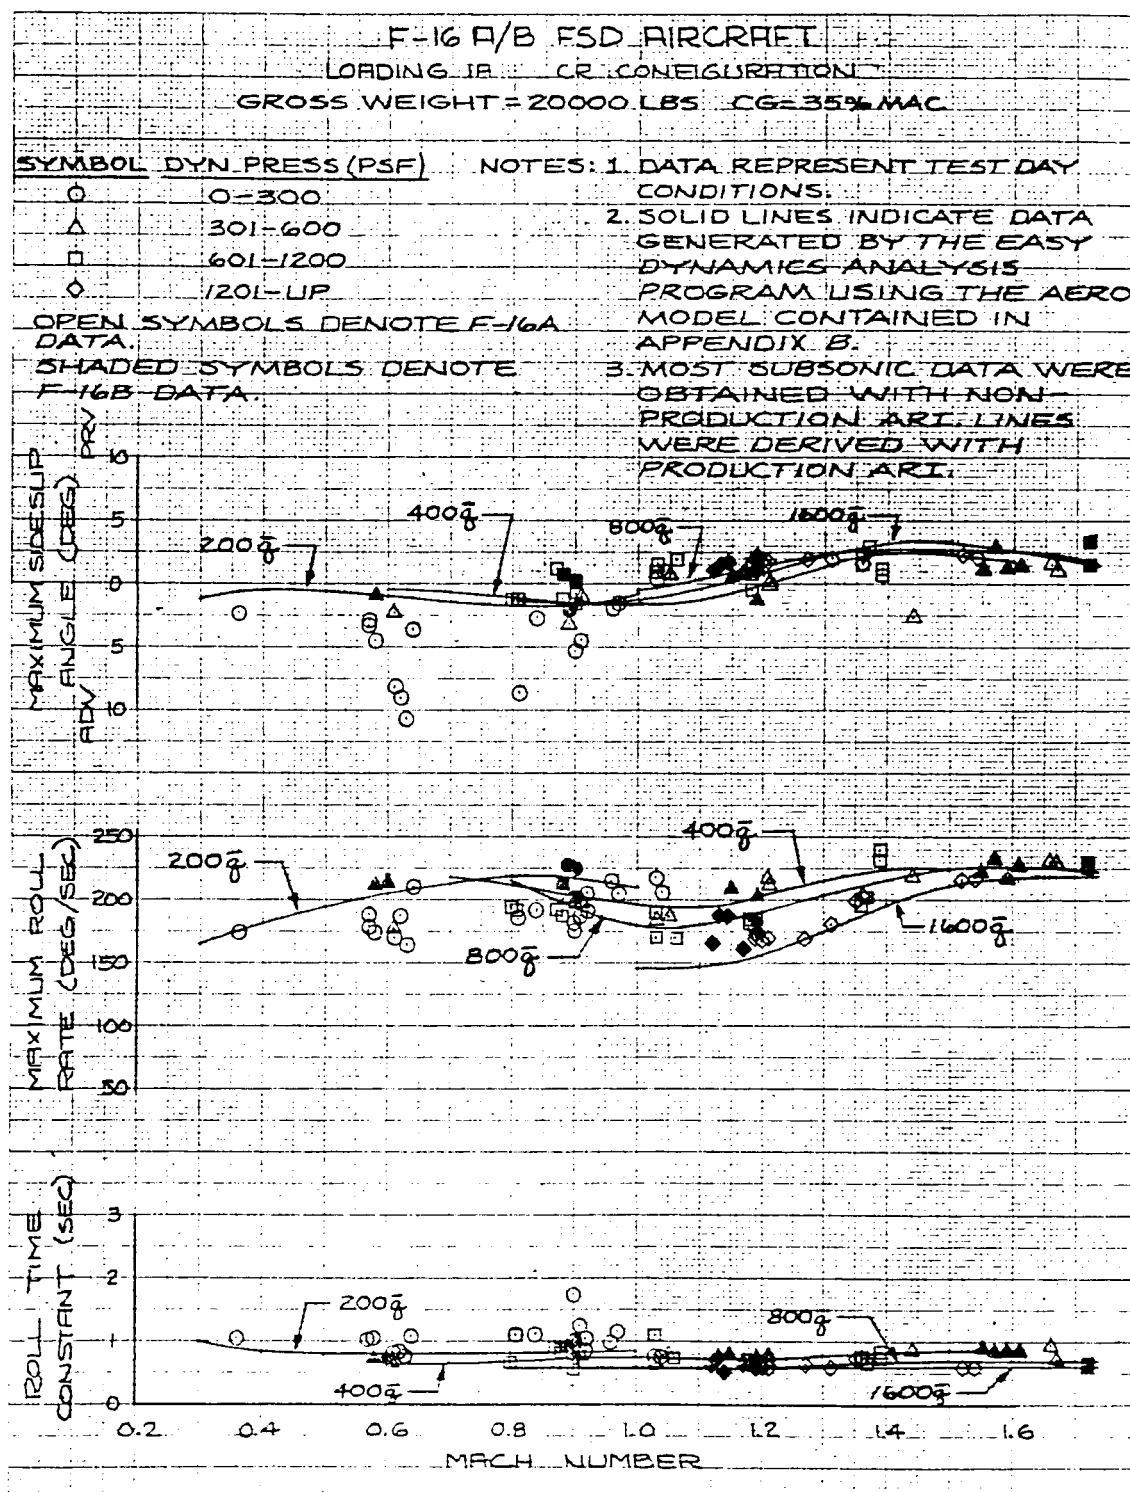 F-16 A/B FSD AIRCRAFT
LOADING 1A CR CONFIGURATION
GROSS WEIGHT = 20000 LBS CG=35% MAC
SYMBOL DYN PRESS (PSF)
0-300
301-600
601-1200
1201-UP
OPEN SYMBOLS DENOTE F-16A
DATA.
SHADED SYMBOLS DENOTE
F-16B DATA.
NOTES: 1. DATA REPRESENT TEST DAY
CONDITIONS.
2. SOLID LINES INDICATE DATA
GENERATED BY THE EASY
DYNAMICS ANALYSIS
PROGRAM USING THE AERO
MODEL CONTAINED IN
APPENDIX B.
3. MOST SUBSONIC DATA WERE
OBTAINED WITH NON-
PRODUCTION ARI. LINES
WERE DERIVED WITH
PRODUCTION ARI.
MAXIMUM SIDESLIP
ANGLE (DEG)
ADV PRV
10
5
0
5
10
200q̄
400q̄
800q̄
1600q̄
MAXIMUM ROLL
RATE (DEG/SEC)
250
200
150
100
50
200q̄
400q̄
800q̄
1600q̄
ROLL TIME
CONSTANT (SEC)
3
2
1
0
200q̄
400q̄
800q̄
1600q̄
0.2 0.4 0.6 0.8 1.0 1.2 1.4 1.6
MACH NUMBER